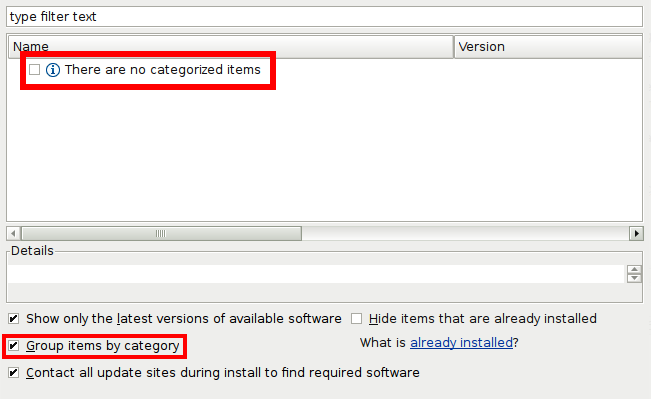 type filter text
Name Version
There are no categorized items
Details
Show only the latest versions of available software Hide items that are already installed
Group items by category What is already installed?
Contact all update sites during install to find required software